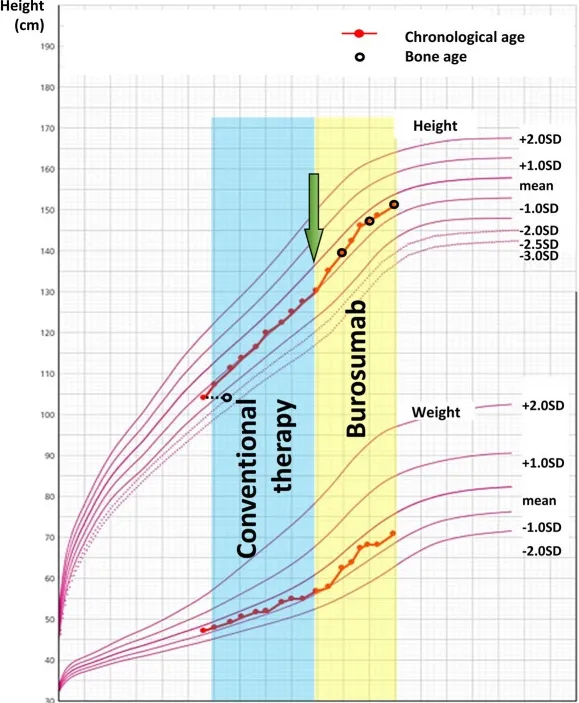 Height
(cm)
Chronological age
Bone age
190
180
170
160
150
140
130
120
110
100
90
80
70
60
50
40
30
Height
+2.0SD
+1.0SD
mean
-1.0SD
-2.0SD
-2.5SD
-3.0SD
Conventional
therapy
Burosumab
Weight
+2.0SD
+1.0SD
mean
-1.0SD
-2.0SD